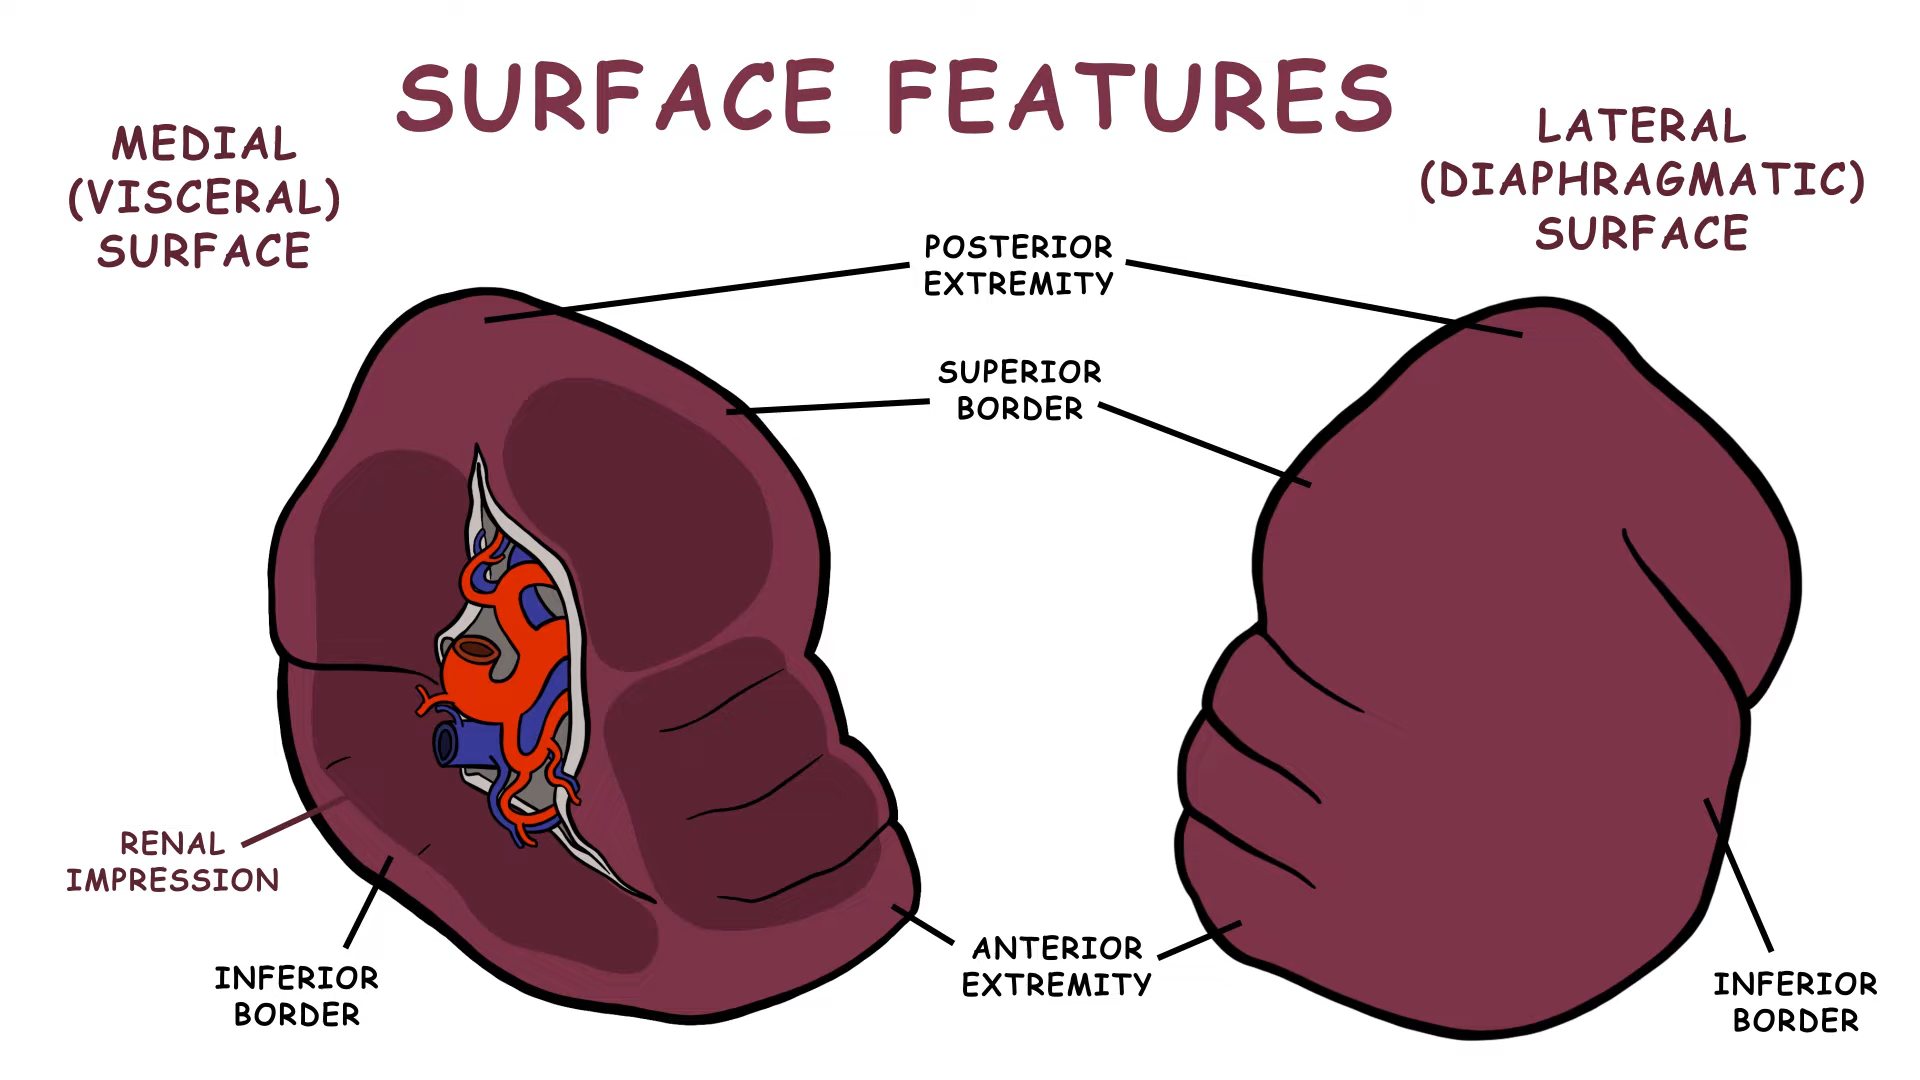 SURFACE FEATURES
MEDIAL
(VISCERAL)
SURFACE
LATERAL
(DIAPHRAGMATIC)
SURFACE
POSTERIOR
EXTREMITY
SUPERIOR
BORDER
RENAL
IMPRESSION
INFERIOR
BORDER
ANTERIOR
EXTREMITY
INFERIOR
BORDER